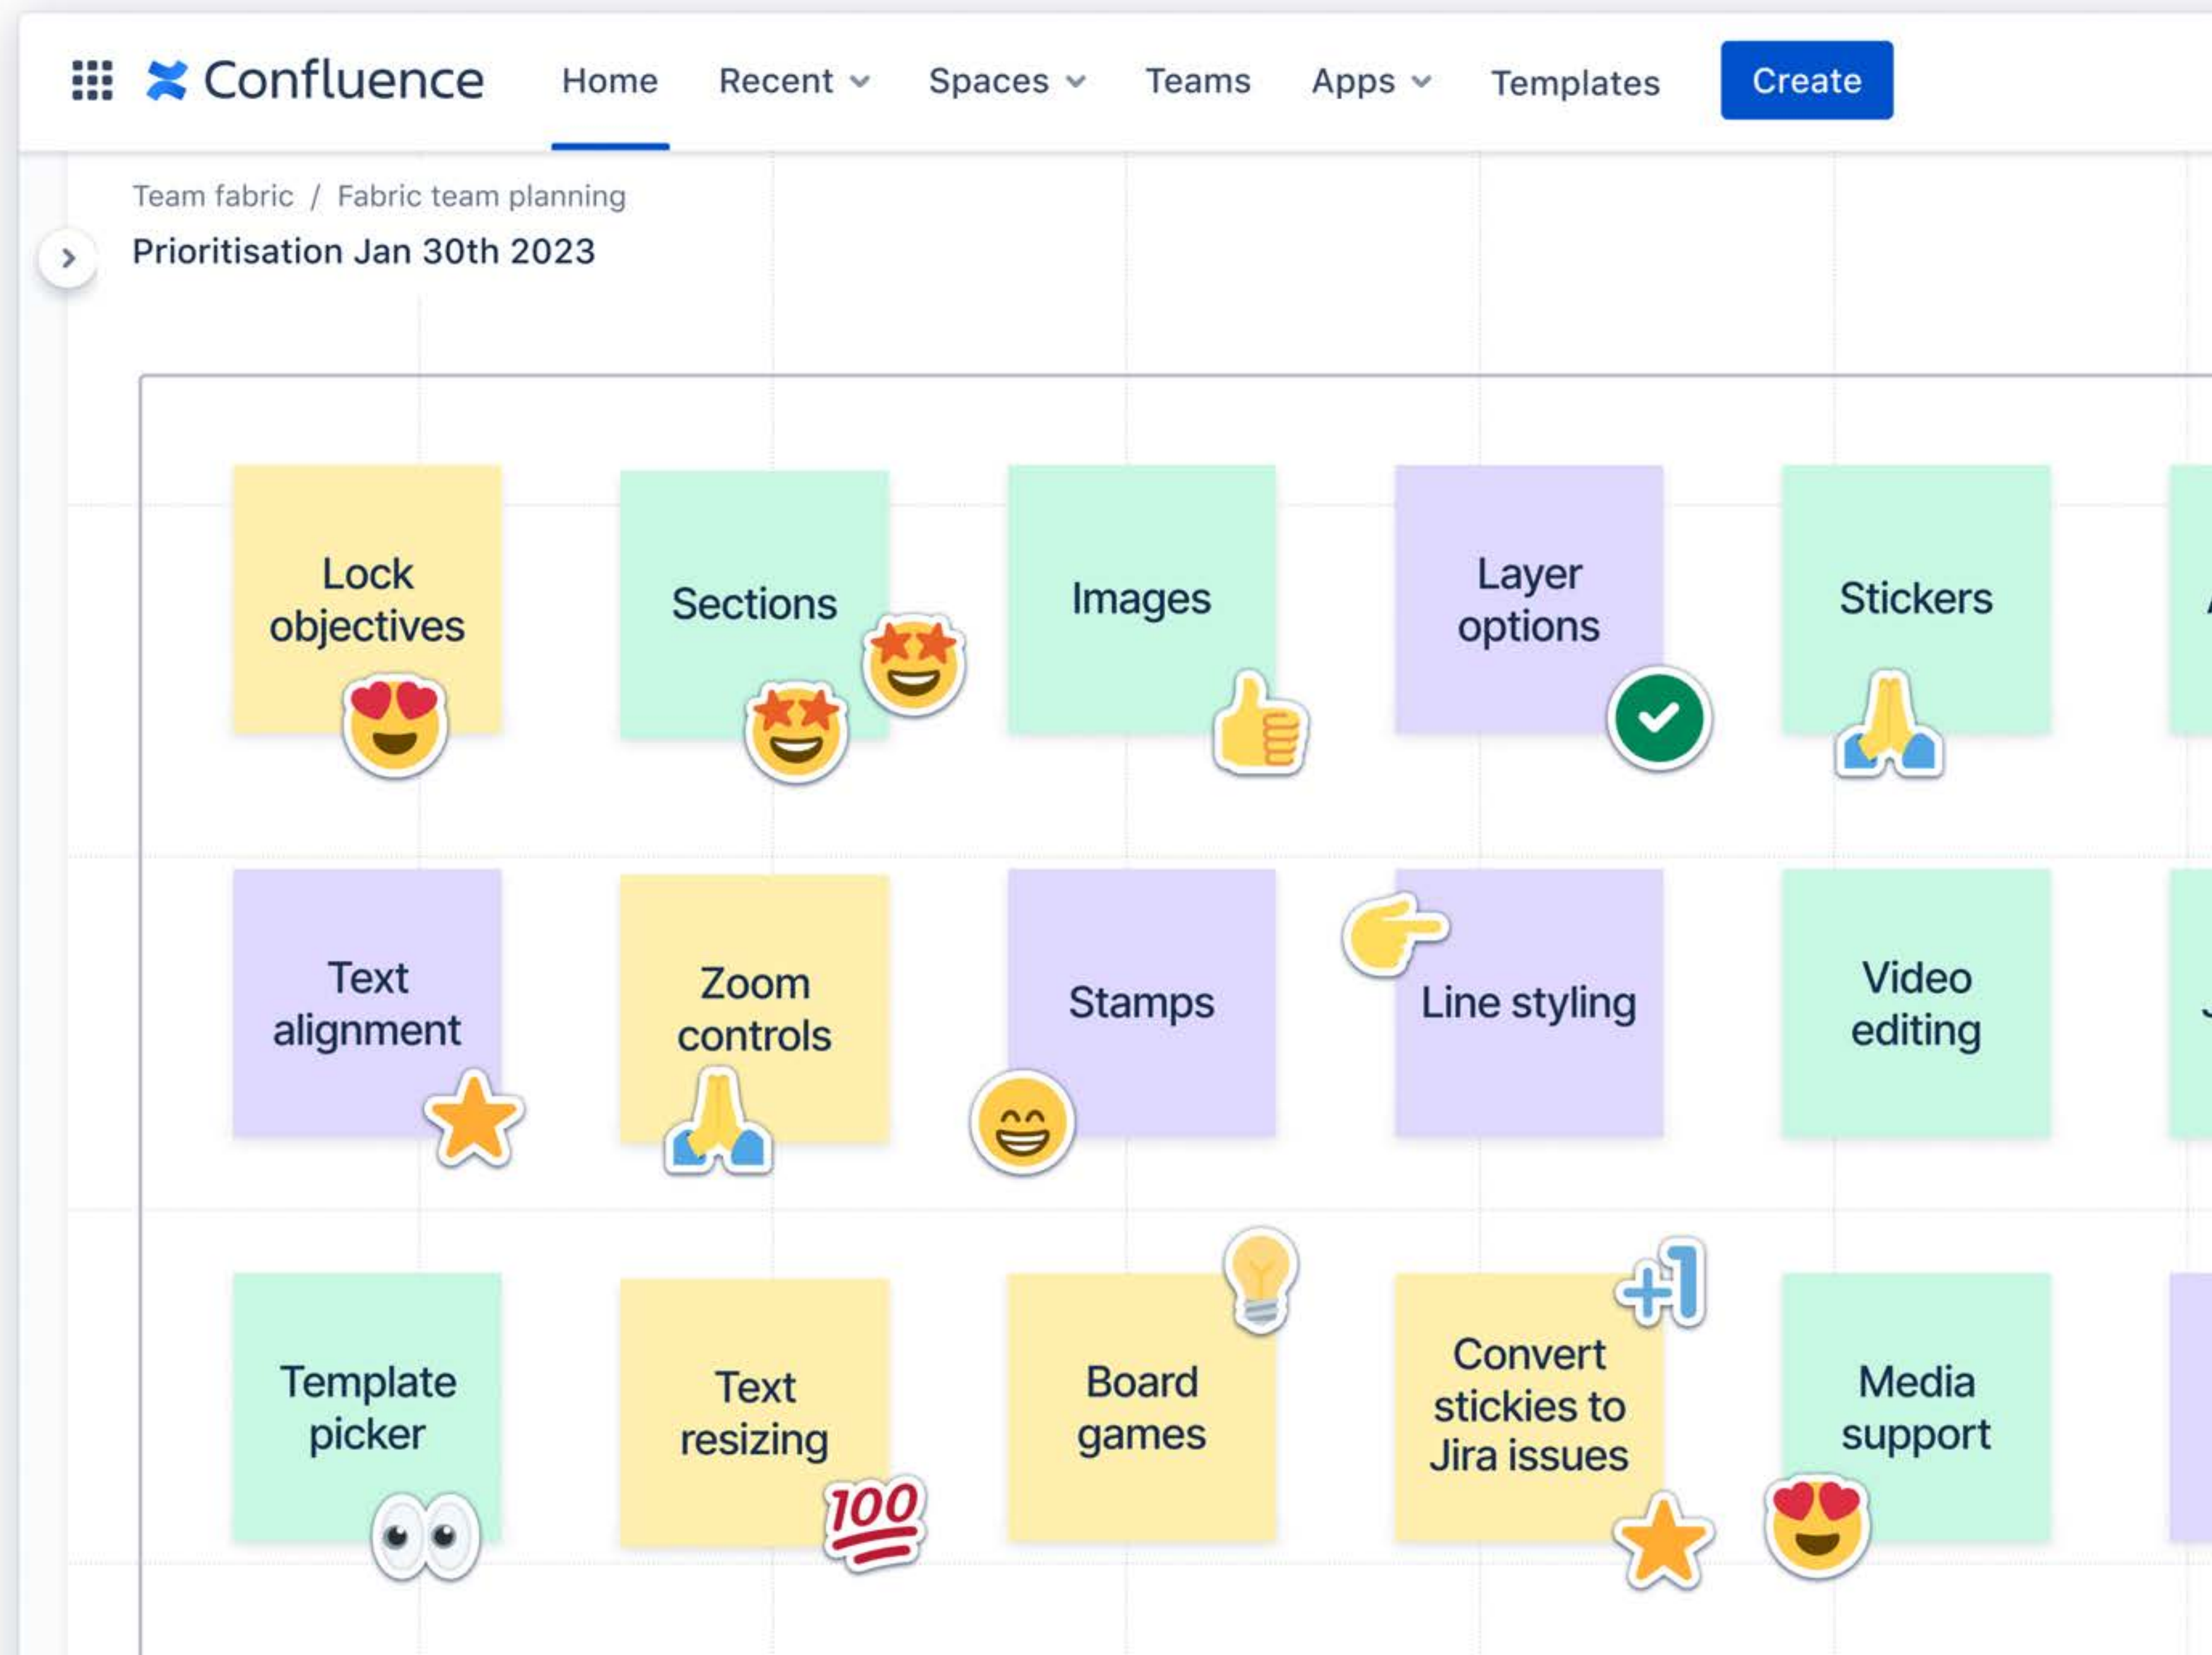 Confluence Home Recent Spaces Teams Apps Templates Create
Team fabric / Fabric team planning
Prioritisation Jan 30th 2023
Lock
objectives
Sections
Images
Layer
options
Stickers
Text
alignment
Zoom
controls
Stamps
Line styling
Video
editing
Template
picker
Text
resizing
100
Board
games
+1
Convert
stickies to
Jira issues
Media
support